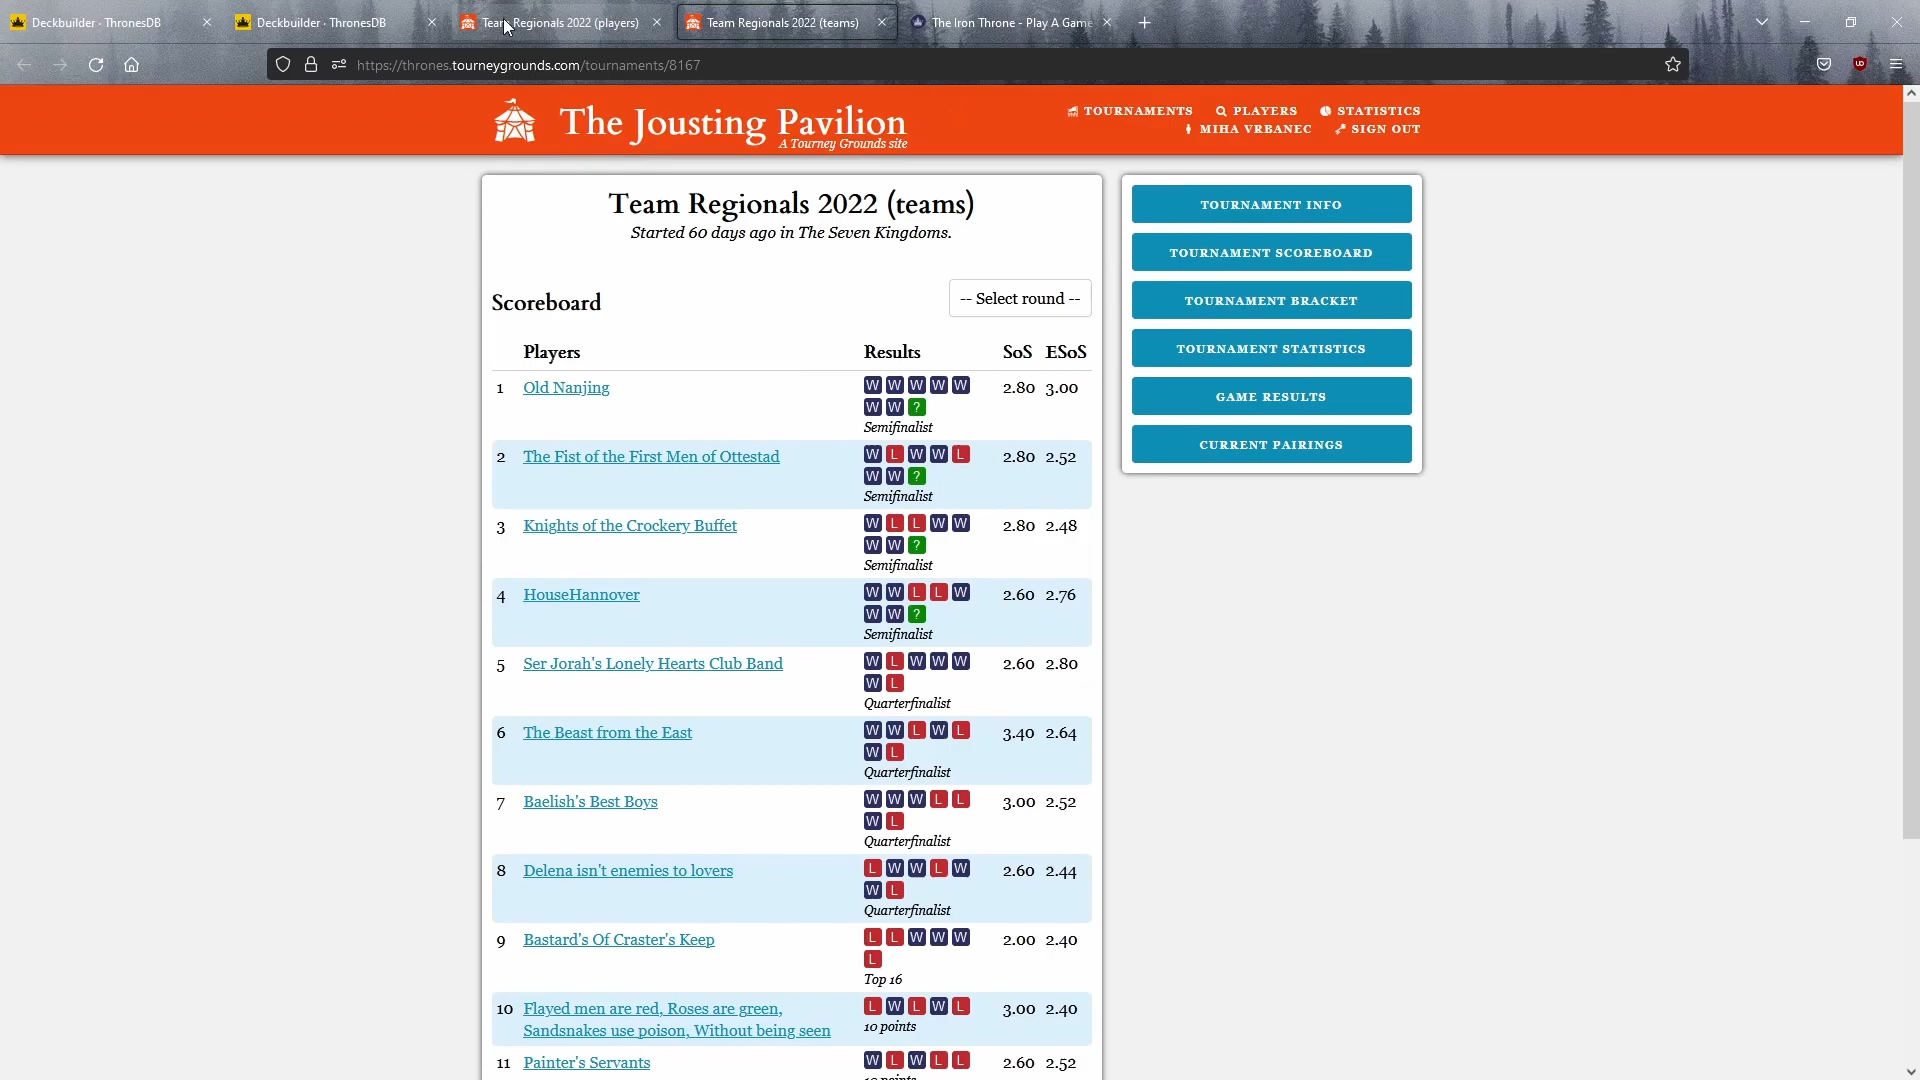 Deckbuilder · ThronesDB
Deckbuilder · ThronesDB
Team Regionals 2022 (players)
Team Regionals 2022 (teams)
The Iron Throne - Play A Game
https://thrones.tourneygrounds.com/tournaments/8167
The Jousting Pavilion
A Tourney Grounds site
TOURNAMENTS PLAYERS STATISTICS
MIHA VRBANEC SIGN OUT
Team Regionals 2022 (teams)
Started 60 days ago in The Seven Kingdoms.
Scoreboard
-- Select round --
Players Results SoS ESoS
1 Old Nanjing W W W W W 2.80 3.00
W W ?
Semifinalist
2 The Fist of the First Men of Ottestad W L W W L 2.80 2.52
W W ?
Semifinalist
3 Knights of the Crockery Buffet W L L W W 2.80 2.48
W W ?
Semifinalist
4 HouseHannover W W L L W 2.60 2.76
W W ?
Semifinalist
5 Ser Jorah's Lonely Hearts Club Band W L W W W 2.60 2.80
W L
Quarterfinalist
6 The Beast from the East W W L W L 3.40 2.64
W L
Quarterfinalist
7 Baelish's Best Boys W W W L L 3.00 2.52
W L
Quarterfinalist
8 Delena isn't enemies to lovers L W W L W 2.60 2.44
W L
Quarterfinalist
9 Bastard's Of Craster's Keep L L W W W 2.00 2.40
L
Top 16
10 Flayed men are red, Roses are green, L W L W L 3.00 2.40
Sandsnakes use poison, Without being seen 10 points
11 Painter's Servants W L W L L 2.60 2.52
TOURNAMENT INFO
TOURNAMENT SCOREBOARD
TOURNAMENT BRACKET
TOURNAMENT STATISTICS
GAME RESULTS
CURRENT PAIRINGS